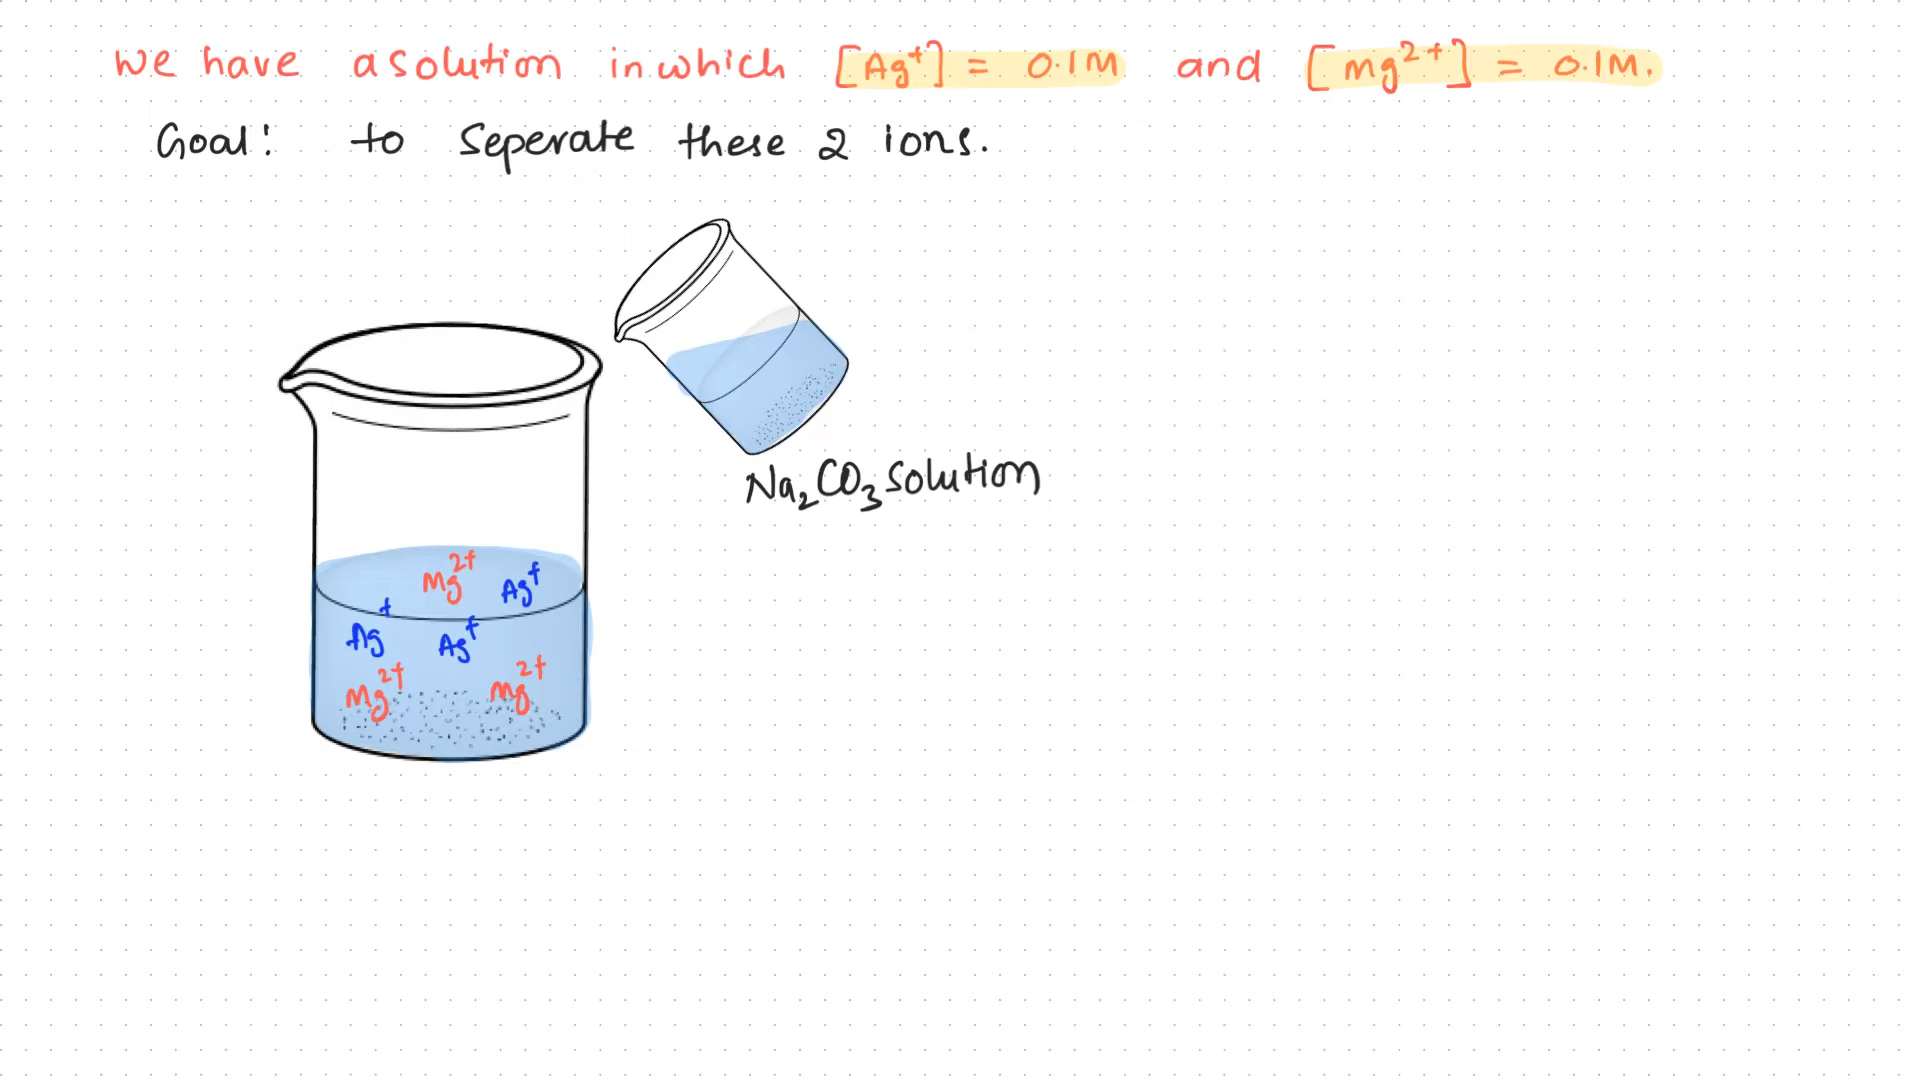 We have a solution in which [Ag⁺] = 0.1M and [Mg²⁺] = 0.1M.
Goal: to Seperate these 2 ions.
Na₂CO₃ solution
Mg²⁺ Ag⁺
Ag⁺ Ag⁺
Mg²⁺ Mg²⁺